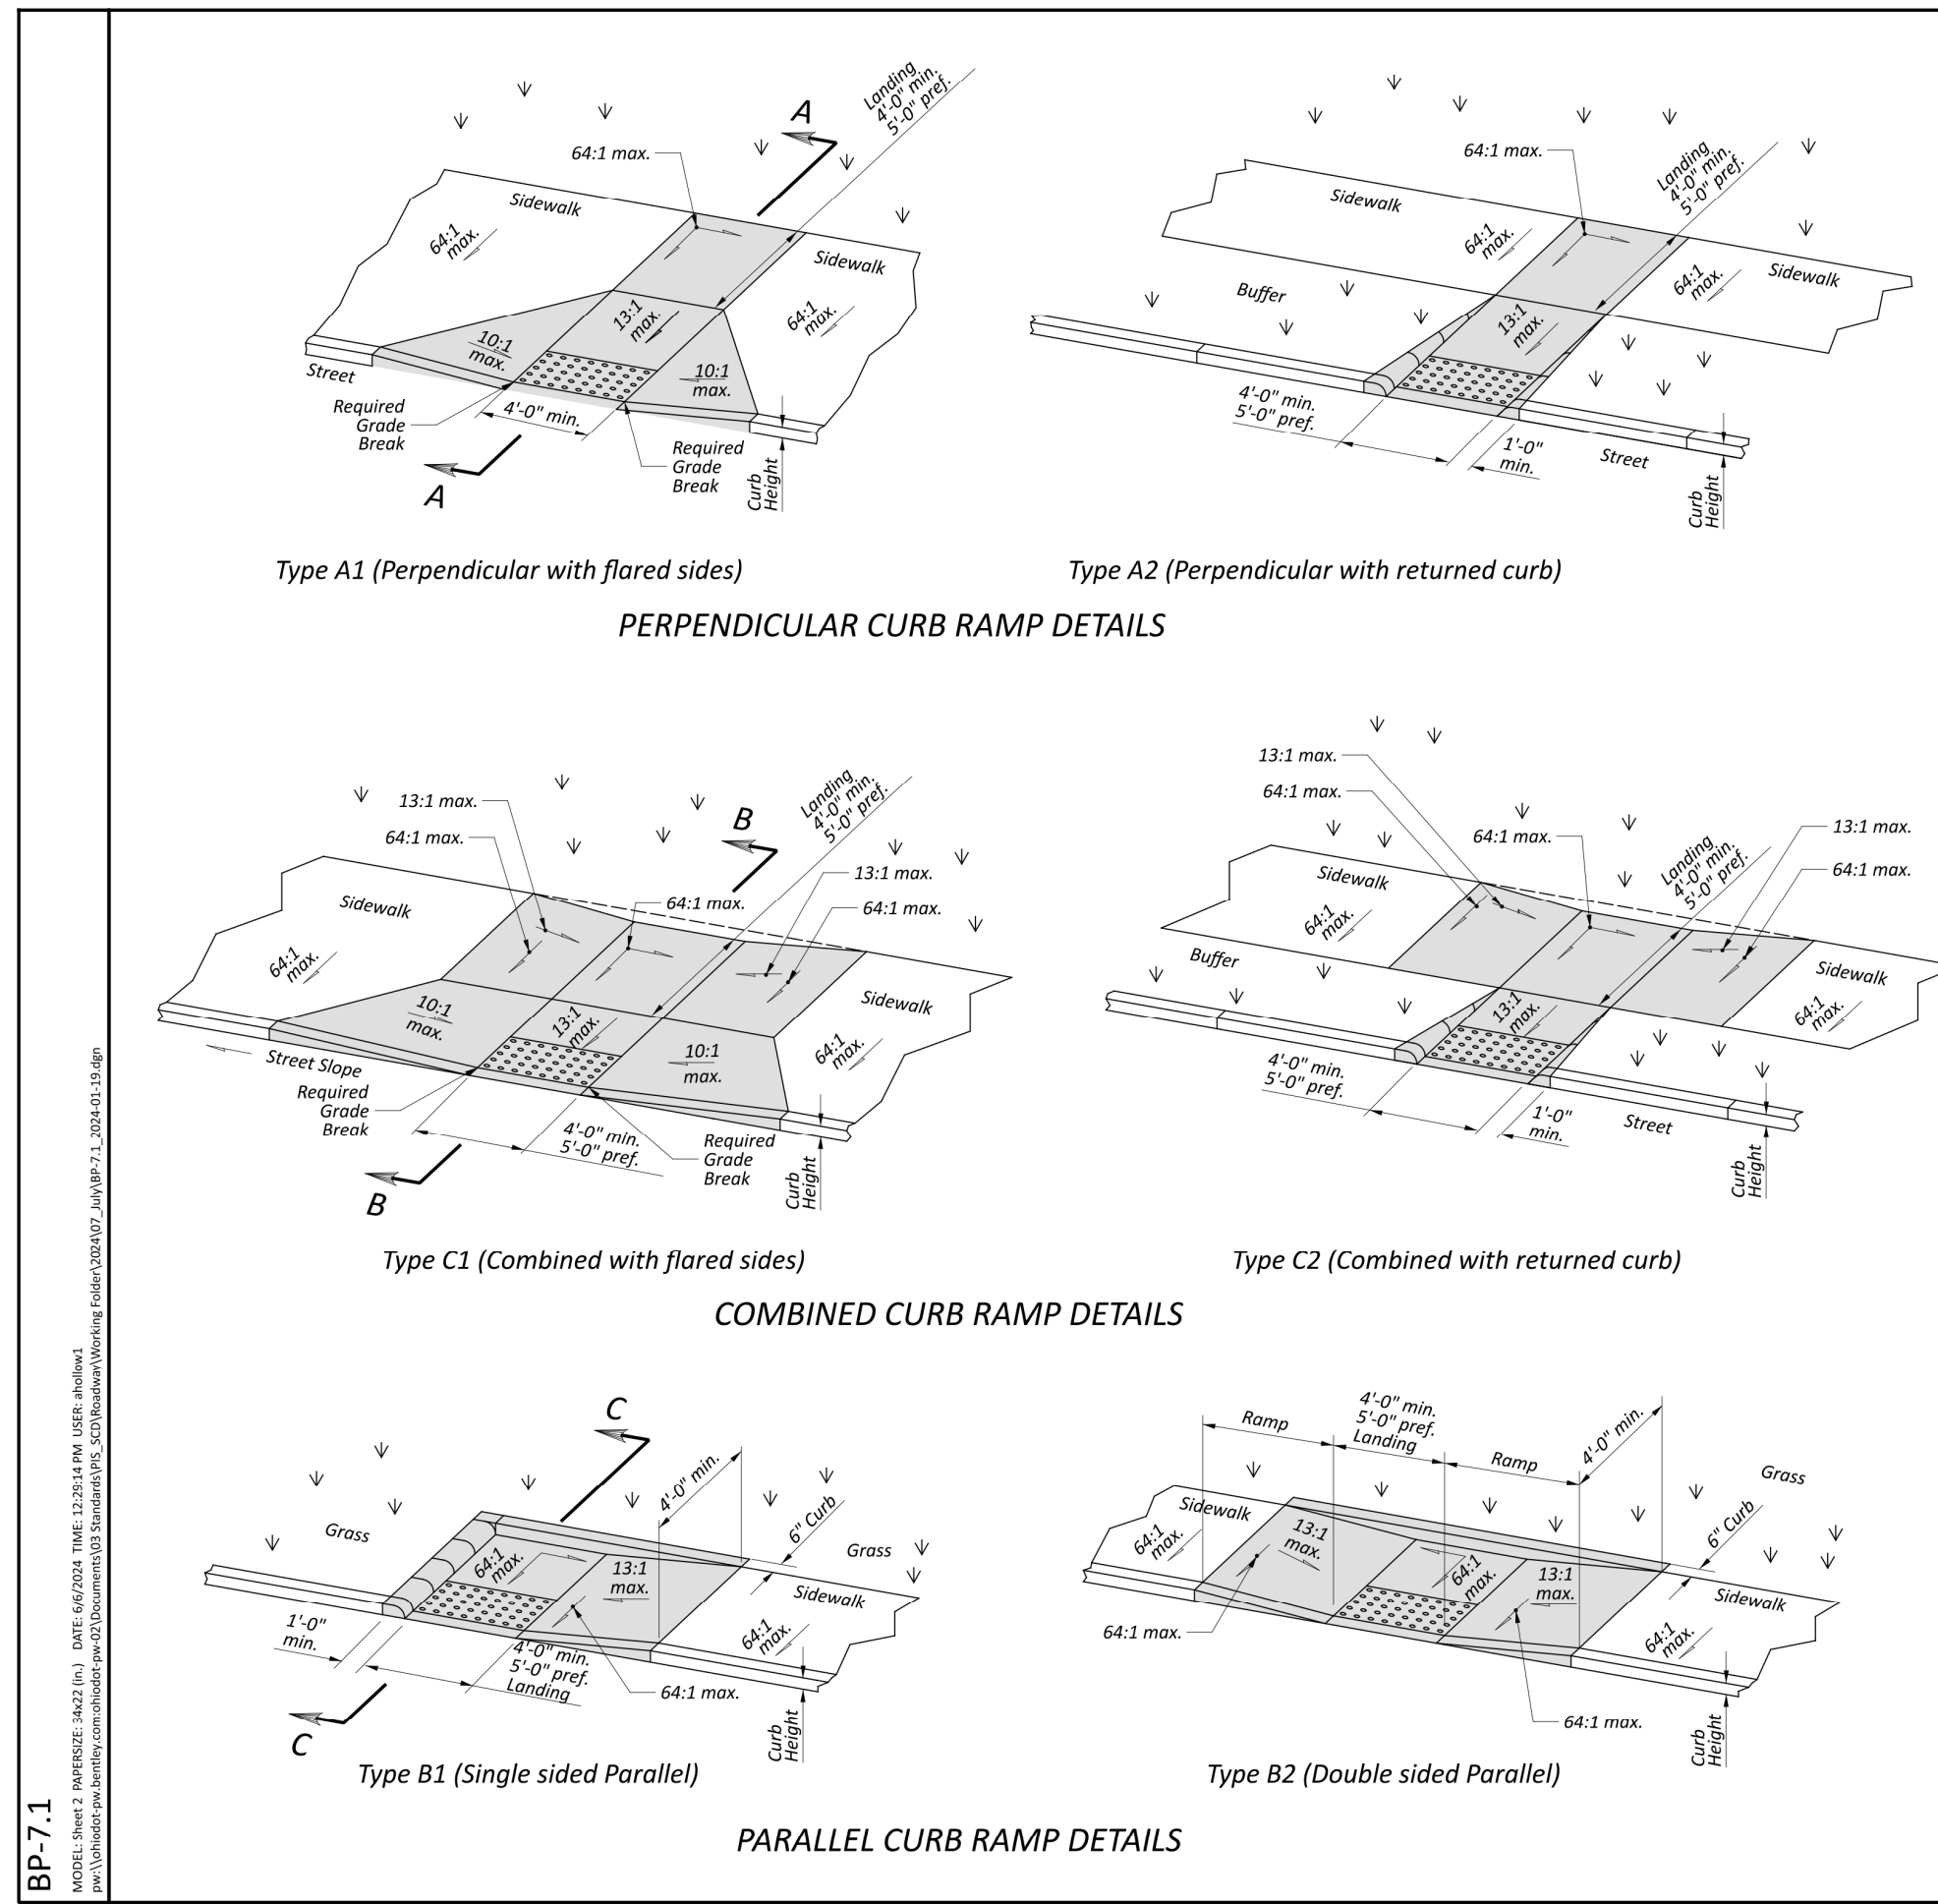 BP-7.1
MODEL: Sheet 2 PAPERSIZE: 34x22 (in.) DATE: 6/6/2024 TIME: 12:29:14 PM USER: ahollow1
pw:\\ohiodot-pw.bentley.com:ohiodot-pw-02\Documents\03 Standards\PIS_SCD\Roadway\Working Folder\2024\07_July\BP-7.1_2024-01-19.dgn
A
Landing
4'-0" min.
5'-0" pref.
64:1 max.
Sidewalk
64:1
max.
Sidewalk
64:1
max.
13:1
max.
10:1
max.
10:1
max.
Street
Required
Grade
Break
4'-0" min.
Required
Grade
Break
Curb
Height
A
Type A1 (Perpendicular with flared sides)
Landing
4'-0" min.
5'-0" pref.
64:1 max.
Sidewalk
64:1
max.
64:1
max.
Sidewalk
Buffer
13:1
max.
4'-0" min.
5'-0" pref.
1'-0"
min.
Street
Curb
Height
Type A2 (Perpendicular with returned curb)
PERPENDICULAR CURB RAMP DETAILS
13:1 max.
64:1 max.
B
Landing
4'-0" min.
5'-0" pref.
13:1 max.
64:1 max.
64:1 max.
Sidewalk
64:1
max.
Sidewalk
64:1
max.
10:1
max.
13:1
max.
10:1
max.
Street Slope
Required
Grade
Break
4'-0" min.
5'-0" pref.
Required
Grade
Break
Curb
Height
B
Type C1 (Combined with flared sides)
13:1 max.
64:1 max.
64:1 max.
Landing
4'-0" min.
5'-0" pref.
13:1 max.
64:1 max.
Sidewalk
64:1
max.
Buffer
Sidewalk
64:1
max.
13:1
max.
4'-0" min.
5'-0" pref.
1'-0"
min.
Street
Curb
Height
Type C2 (Combined with returned curb)
COMBINED CURB RAMP DETAILS
C
4'-0" min.
6" Curb
Grass
Grass
64:1
max.
13:1
max.
Sidewalk
64:1
max.
1'-0"
min.
4'-0" min.
5'-0" pref.
Landing
64:1 max.
Curb
Height
C
Type B1 (Single sided Parallel)
Ramp
4'-0" min.
5'-0" pref.
Landing
Ramp
4'-0" min.
Grass
6" Curb
Sidewalk
64:1
max.
13:1
max.
64:1
max.
13:1
max.
Sidewalk
64:1
max.
64:1 max.
64:1 max.
Curb
Height
Type B2 (Double sided Parallel)
PARALLEL CURB RAMP DETAILS